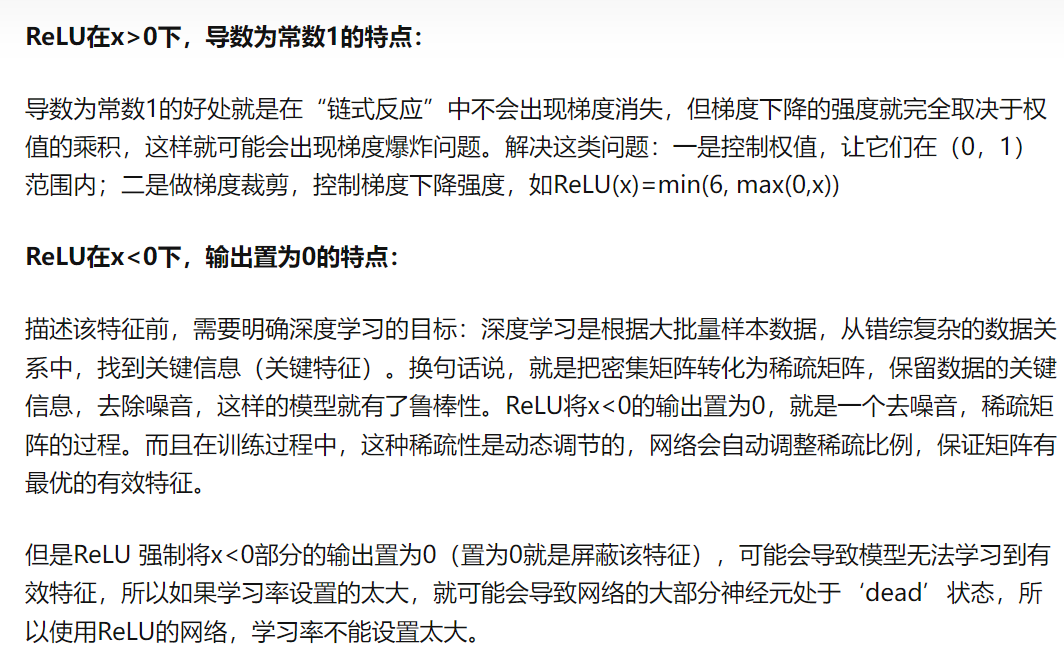 ReLU在x>0下，导数为常数1的特点：
导数为常数1的好处就是在“链式反应”中不会出现梯度消失，但梯度下降的强度就完全取决于权
值的乘积，这样就可能会出现梯度爆炸问题。解决这类问题：一是控制权值，让它们在（0，1）
范围内；二是做梯度裁剪，控制梯度下降强度，如ReLU(x)=min(6, max(0,x))
ReLU在x<0下，输出置为0的特点：
描述该特征前，需要明确深度学习的目标：深度学习是根据大批量样本数据，从错综复杂的数据关
系中，找到关键信息（关键特征）。换句话说，就是把密集矩阵转化为稀疏矩阵，保留数据的关键
信息，去除噪音，这样的模型就有了鲁棒性。ReLU将x<0的输出置为0，就是一个去噪音，稀疏矩
阵的过程。而且在训练过程中，这种稀疏性是动态调节的，网络会自动调整稀疏比例，保证矩阵有
最优的有效特征。
但是ReLU 强制将x<0部分的输出置为0（置为0就是屏蔽该特征），可能会导致模型无法学习到有
效特征，所以如果学习率设置的太大，就可能会导致网络的大部分神经元处于‘dead’状态，所
以使用ReLU的网络，学习率不能设置太大。